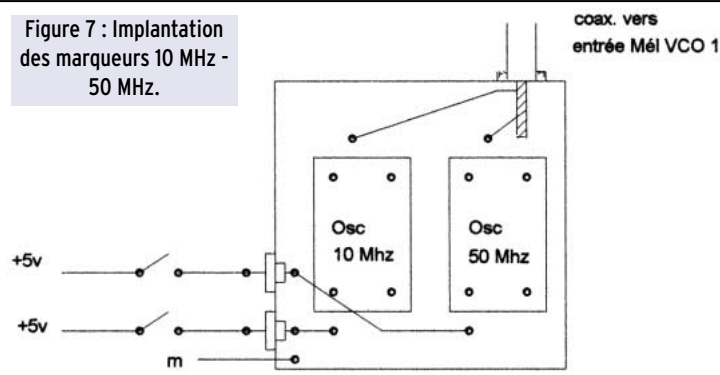 Figure 7 : Implantation
des marqueurs 10 MHz -
50 MHz.
coax. vers
entrée Mél VCO 1
Osc
10 Mhz
Osc
50 Mhz
+5v
+5v
m